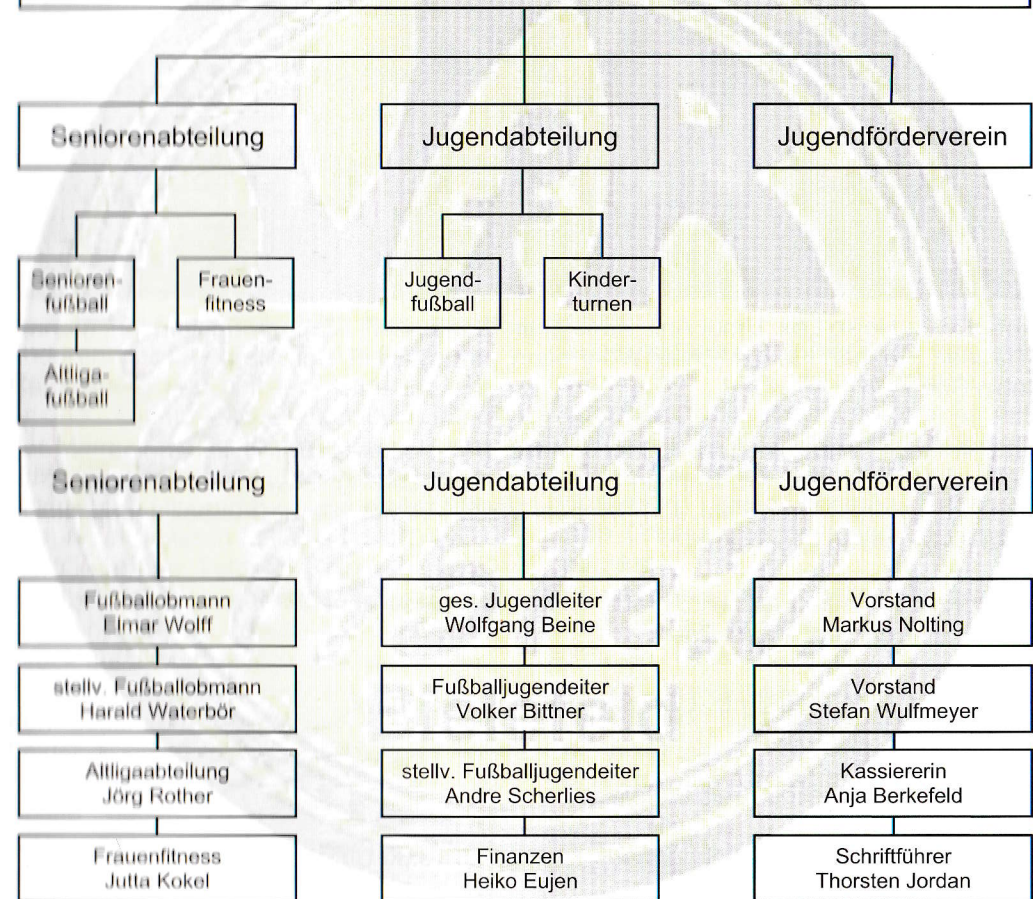 Seniorenabteilung
Jugendabteilung
Jugendförderverein
Senioren-
fußball
Frauen-
fitness
Jugend-
fußball
Kinder-
turnen
Altliga-
fußball
Seniorenabteilung
Jugendabteilung
Jugendförderverein
Fußballobmann
Elmar Wolff
ges. Jugendleiter
Wolfgang Beine
Vorstand
Markus Nolting
stellv. Fußballobmann
Harald Waterbör
Fußballjugendeiter
Volker Bittner
Vorstand
Stefan Wulfmeyer
Altligaabteilung
Jörg Rother
stellv. Fußballjugendeiter
Andre Scherlies
Kassiererin
Anja Berkefeld
Frauenfitness
Jutta Kokel
Finanzen
Heiko Eujen
Schriftführer
Thorsten Jordan